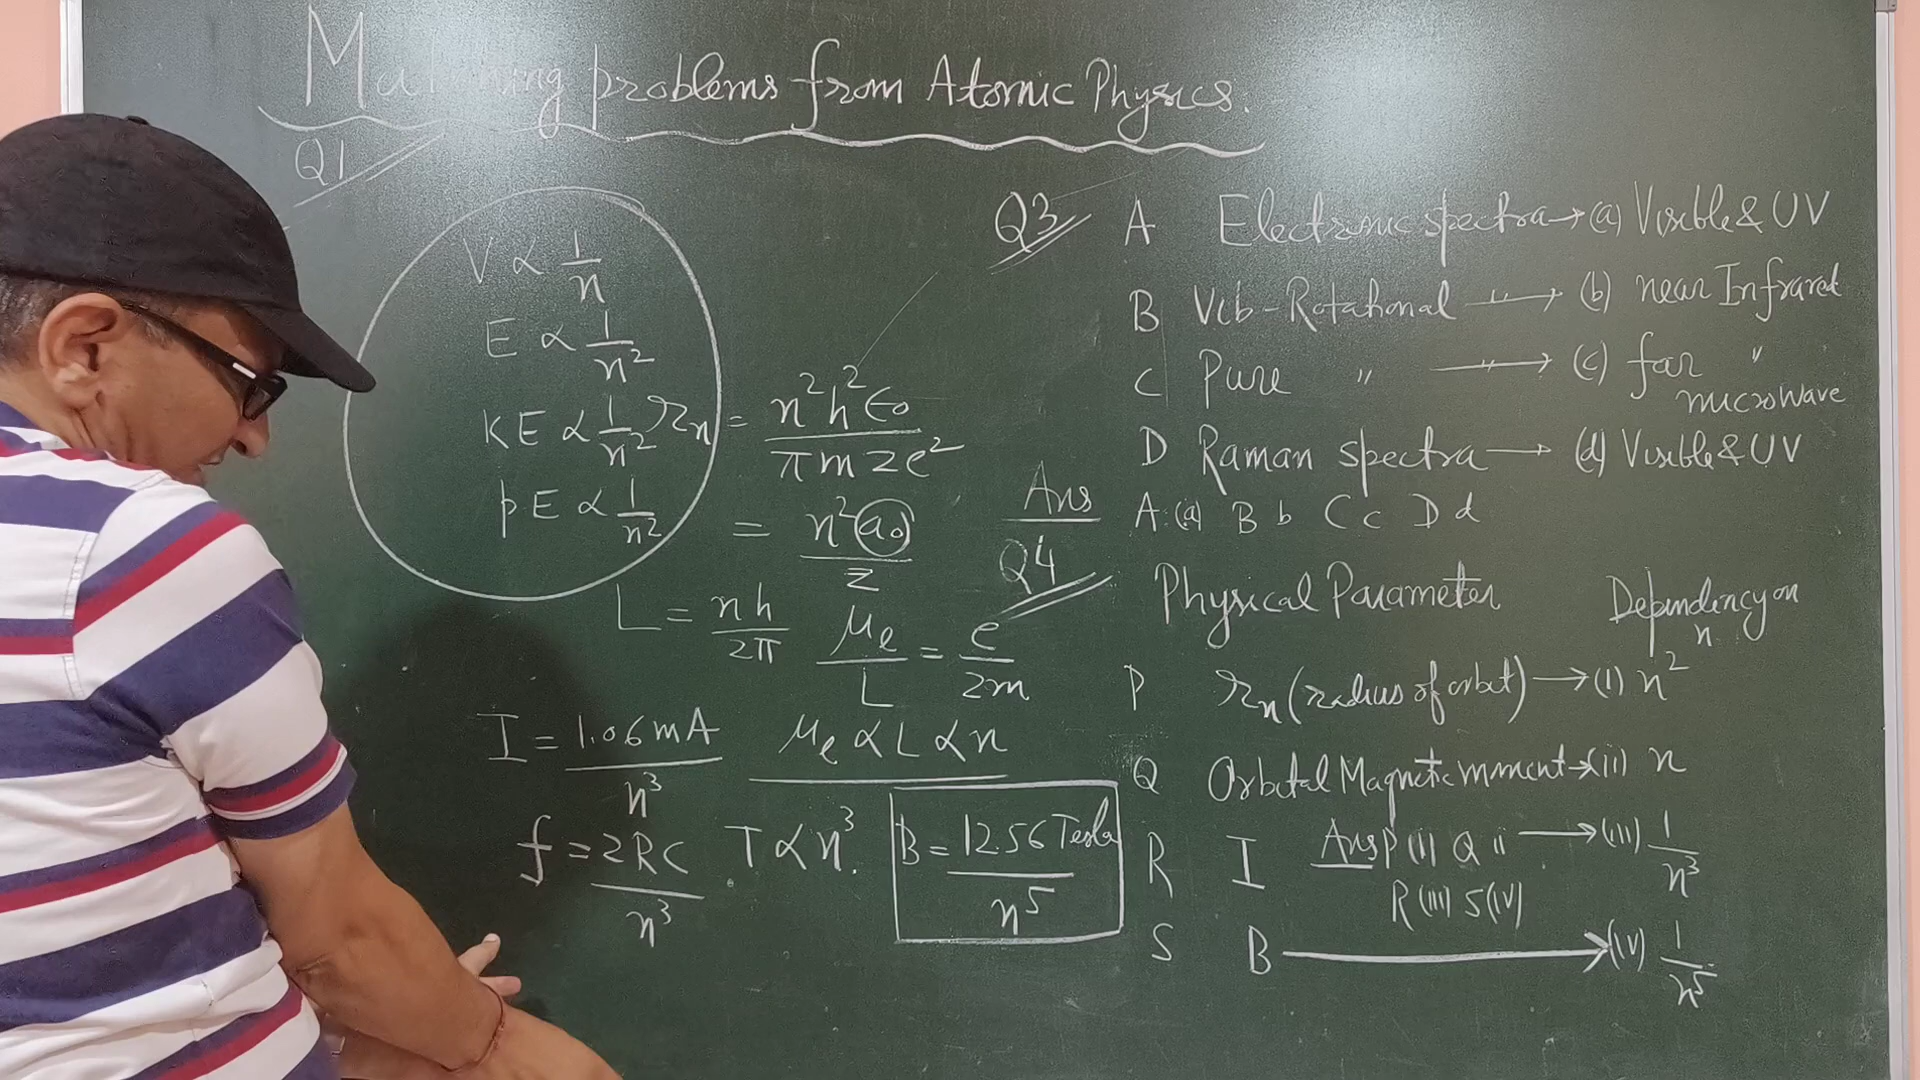 Matching problems from Atomic Physics.
Q1
V ∝ 1/n
E ∝ 1/n²
KE ∝ 1/n²
pE ∝ 1/n²
rₙ = n²h²ϵ₀/πmze²
= n²a₀/z
L = nh/2π
μₑ/L = e/2m
I = 1.06mA/n³
μₑ ∝ L ∝ n
f = 2RC/n³
. T ∝ n³.
B = 12.56 Tesla/n⁵
Q3
A Electronic spectra → (a) Visible & UV
B Vib-Rotational —〃→ (b) near Infrared
C Pure 〃 —〃→ (c) far 〃
microwave
D Raman spectra → (d) Visible & UV
Ans A (a) B b C c D d
Q4
Physical Parameter Dependency on n
P rₙ (radius of orbit) → (i) n²
Q Orbital Magnetic moment → (ii) n
R I → (iii) 1/n³
Ans P (i) Q ii
R (iii) S (iv)
S B → (iv) 1/n⁵